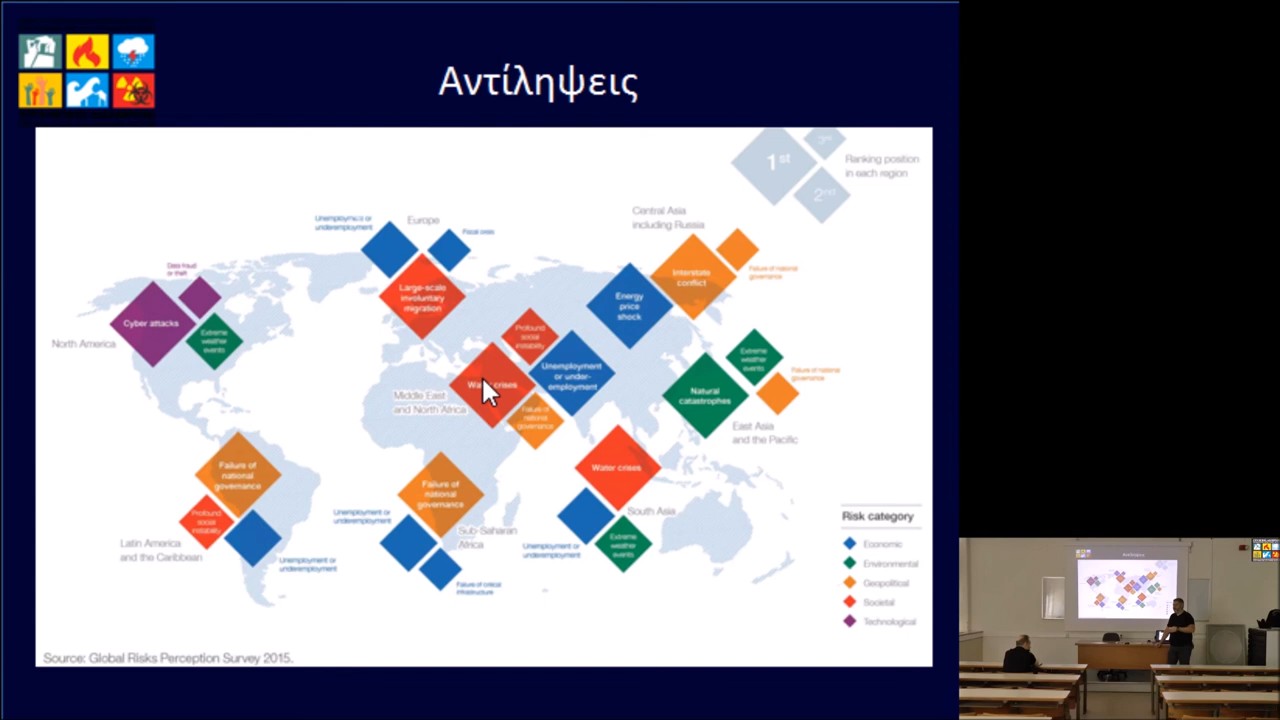 Αντίληψεις
1st
3rd
2nd
Ranking position
in each region
Europe
Unemployment or
underemployment
Fiscal crisis
Large-scale
involuntary
migration
Central Asia
including Russia
Interstate
conflict
Failure of national
governance
Energy
price
shock
Data fraud
or theft
Cyber attacks
Extreme
weather
events
North America
Profound
social
instability
Unemployment
or under-
employment
crises
Failure of
national
governance
Middle East
and North Africa
Extreme
weather
events
Failure of national
governance
Natural
catastrophes
East Asia
and the Pacific
Failure of
national
governance
Profound
social
instability
Unemployment or
underemployment
Latin America
and the Caribbean
Failure of
national
governance
Unemployment or
underemployment
Sub-Saharan
Africa
Failure of critical
infrastructure
Water crises
South Asia
Unemployment or
underemployment
Extreme
weather
events
Risk category
Economic
Environmental
Geopolitical
Societal
Technological
Source: Global Risks Perception Survey 2015.